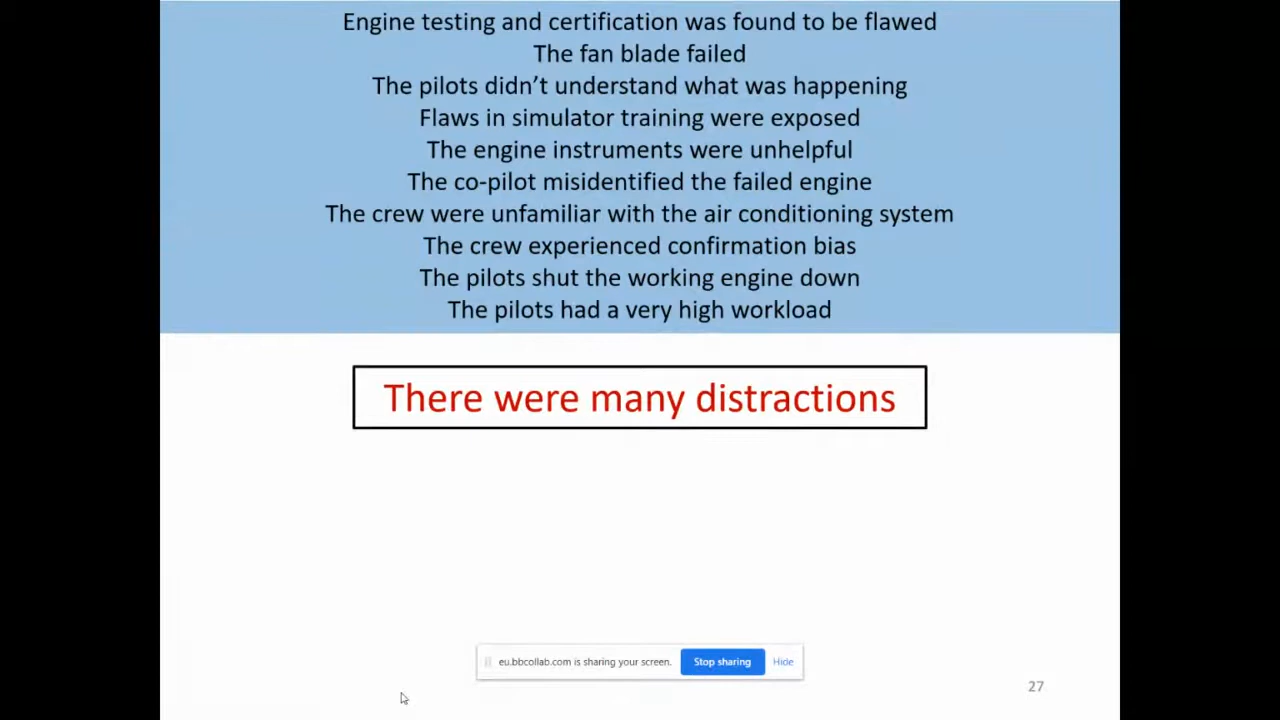 Engine testing and certification was found to be flawed
The fan blade failed
The pilots didn’t understand what was happening
Flaws in simulator training were exposed
The engine instruments were unhelpful
The co-pilot misidentified the failed engine
The crew were unfamiliar with the air conditioning system
The crew experienced confirmation bias
The pilots shut the working engine down
The pilots had a very high workload
There were many distractions
eu.bbcollab.com is sharing your screen. Stop sharing Hide
27